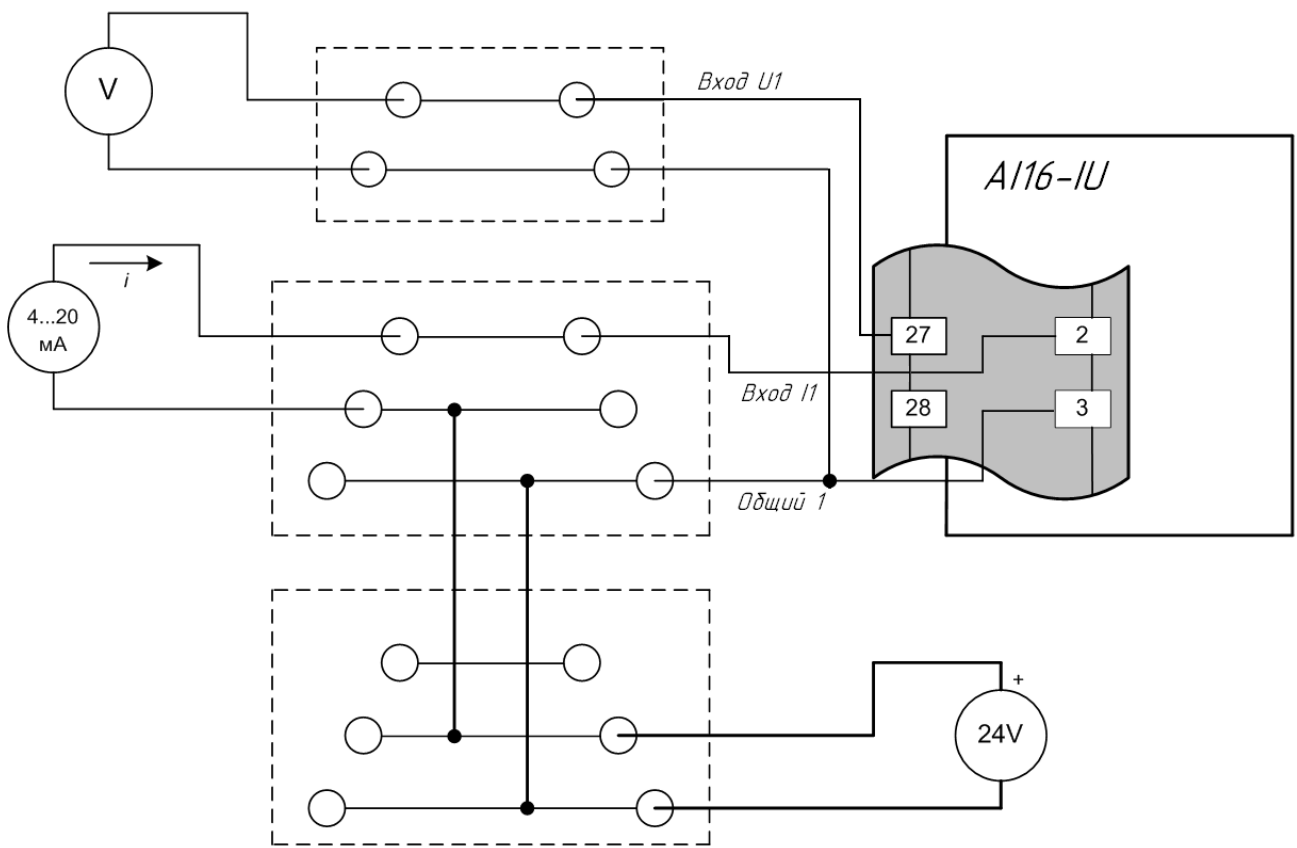 V
Вход U1
AI16-IU
i
4...20
мА
27
2
Вход I1
28
3
Общий 1
+
24V